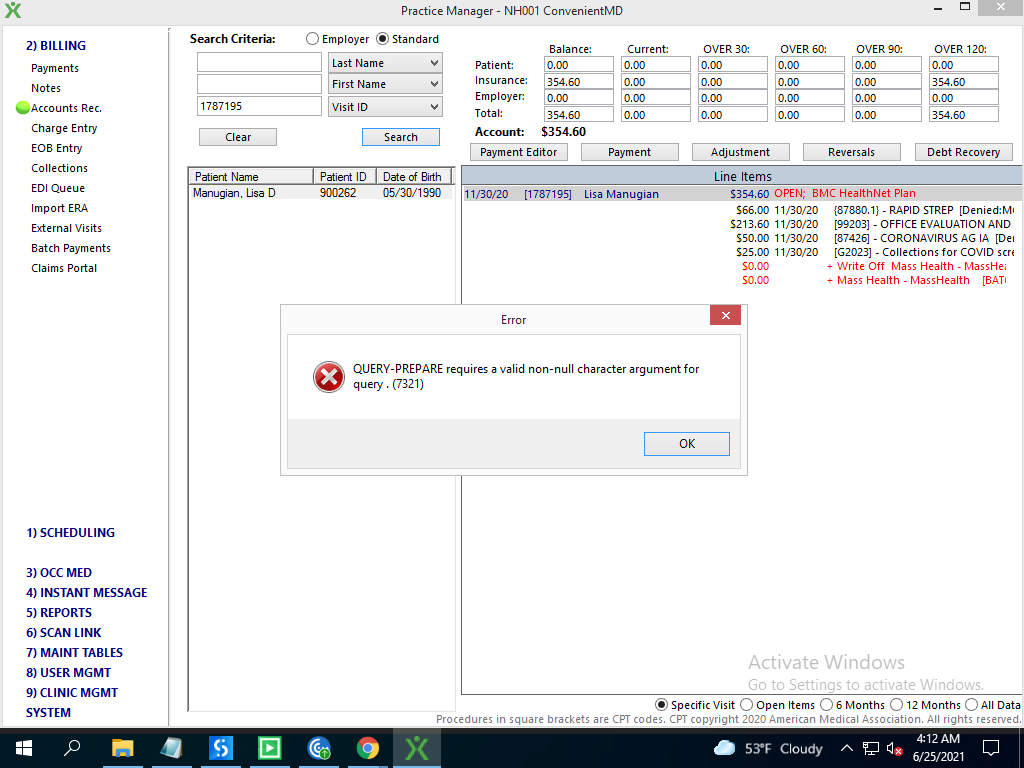 Practice Manager - NH001 ConvenientMD
2) BILLING
Payments
Notes
Accounts Rec.
Charge Entry
EOB Entry
Collections
EDI Queue
Import ERA
External Visits
Batch Payments
Claims Portal
1) SCHEDULING
3) OCC MED
4) INSTANT MESSAGE
5) REPORTS
6) SCAN LINK
7) MAINT TABLES
8) USER MGMT
9) CLINIC MGMT
SYSTEM
Search Criteria: Employer Standard
Last Name
First Name
1787195 Visit ID
Clear Search
Balance: Current: OVER 30: OVER 60: OVER 90: OVER 120:
Patient: 0.00 0.00 0.00 0.00 0.00 0.00
Insurance: 354.60 0.00 0.00 0.00 0.00 354.60
Employer: 0.00 0.00 0.00 0.00 0.00 0.00
Total: 354.60 0.00 0.00 0.00 0.00 354.60
Account: $354.60
Payment Editor Payment Adjustment Reversals Debt Recovery
Patient Name Patient ID Date of Birth
Manugian, Lisa D 900262 05/30/1990
Line Items
11/30/20 [1787195] Lisa Manugian $354.60 OPEN; BMC HealthNet Plan
$66.00 11/30/20 {87880.1} - RAPID STREP [Denied:M
$213.60 11/30/20 [99203] - OFFICE EVALUATION AND
$50.00 11/30/20 [87426] - CORONAVIRUS AG IA [De
$25.00 11/30/20 [G2023] - Collections for COVID scre
$0.00 + Write Off Mass Health - MassHea
$0.00 + Mass Health - MassHealth [BAT
Error
QUERY-PREPARE requires a valid non-null character argument for
query . (7321)
OK
Activate Windows
Go to Settings to activate Windows.
Specific Visit Open Items 6 Months 12 Months All Data
Procedures in square brackets are CPT codes. CPT copyright 2020 American Medical Association. All rights reserved.
53°F Cloudy
4:12 AM
6/25/2021